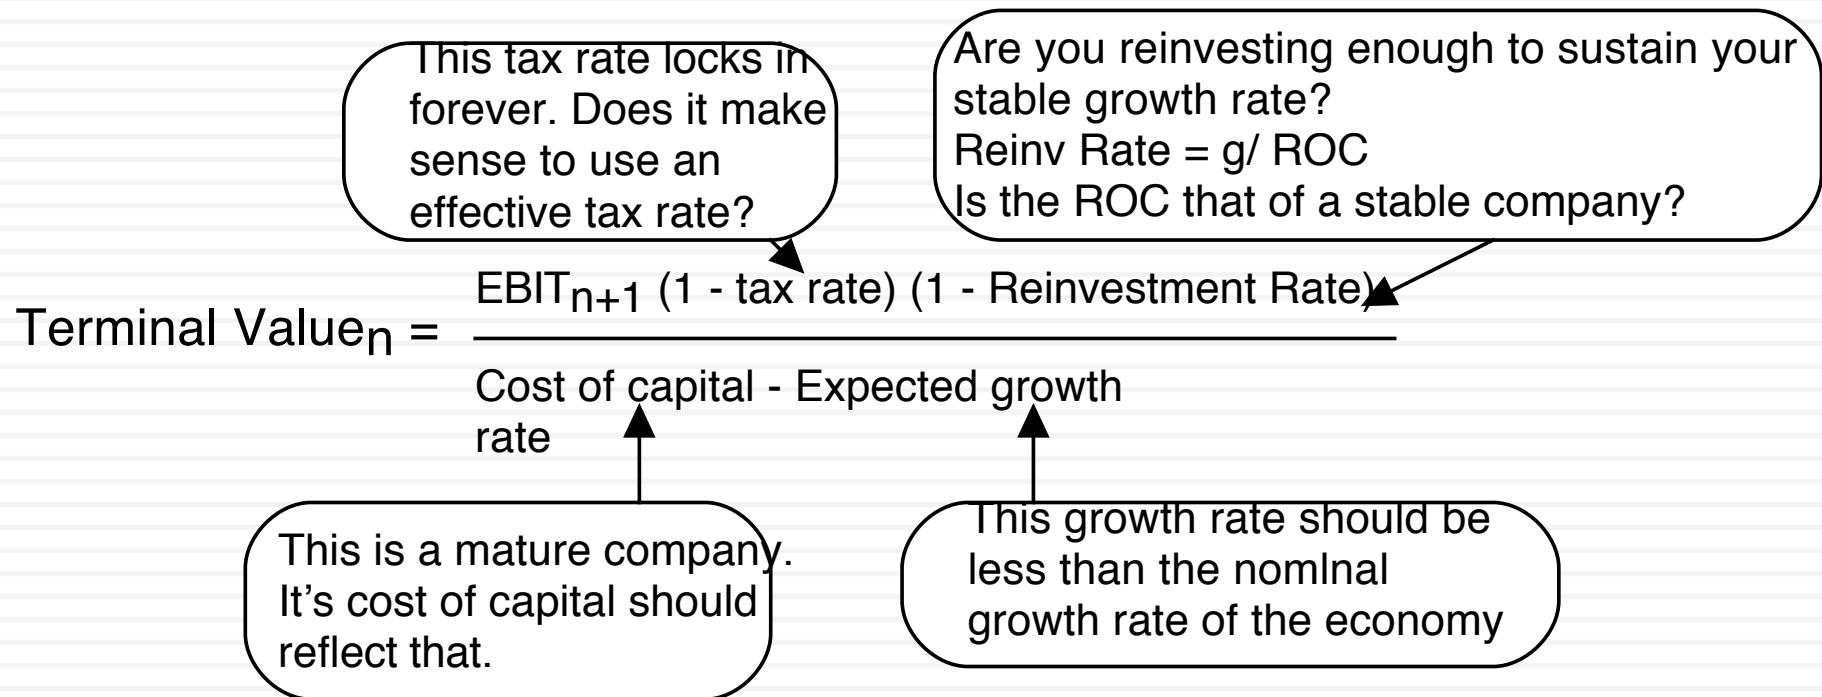 This tax rate locks in
forever. Does it make
sense to use an
effective tax rate?
Are you reinvesting enough to sustain your
stable growth rate?
Reinv Rate = g/ ROC
Is the ROC that of a stable company?
Terminal Valuen =
EBITn+1 (1 - tax rate) (1 - Reinvestment Rate)
Cost of capital - Expected growth
rate
This is a mature company.
It’s cost of capital should
reflect that.
This growth rate should be
less than the nomInal
growth rate of the economy